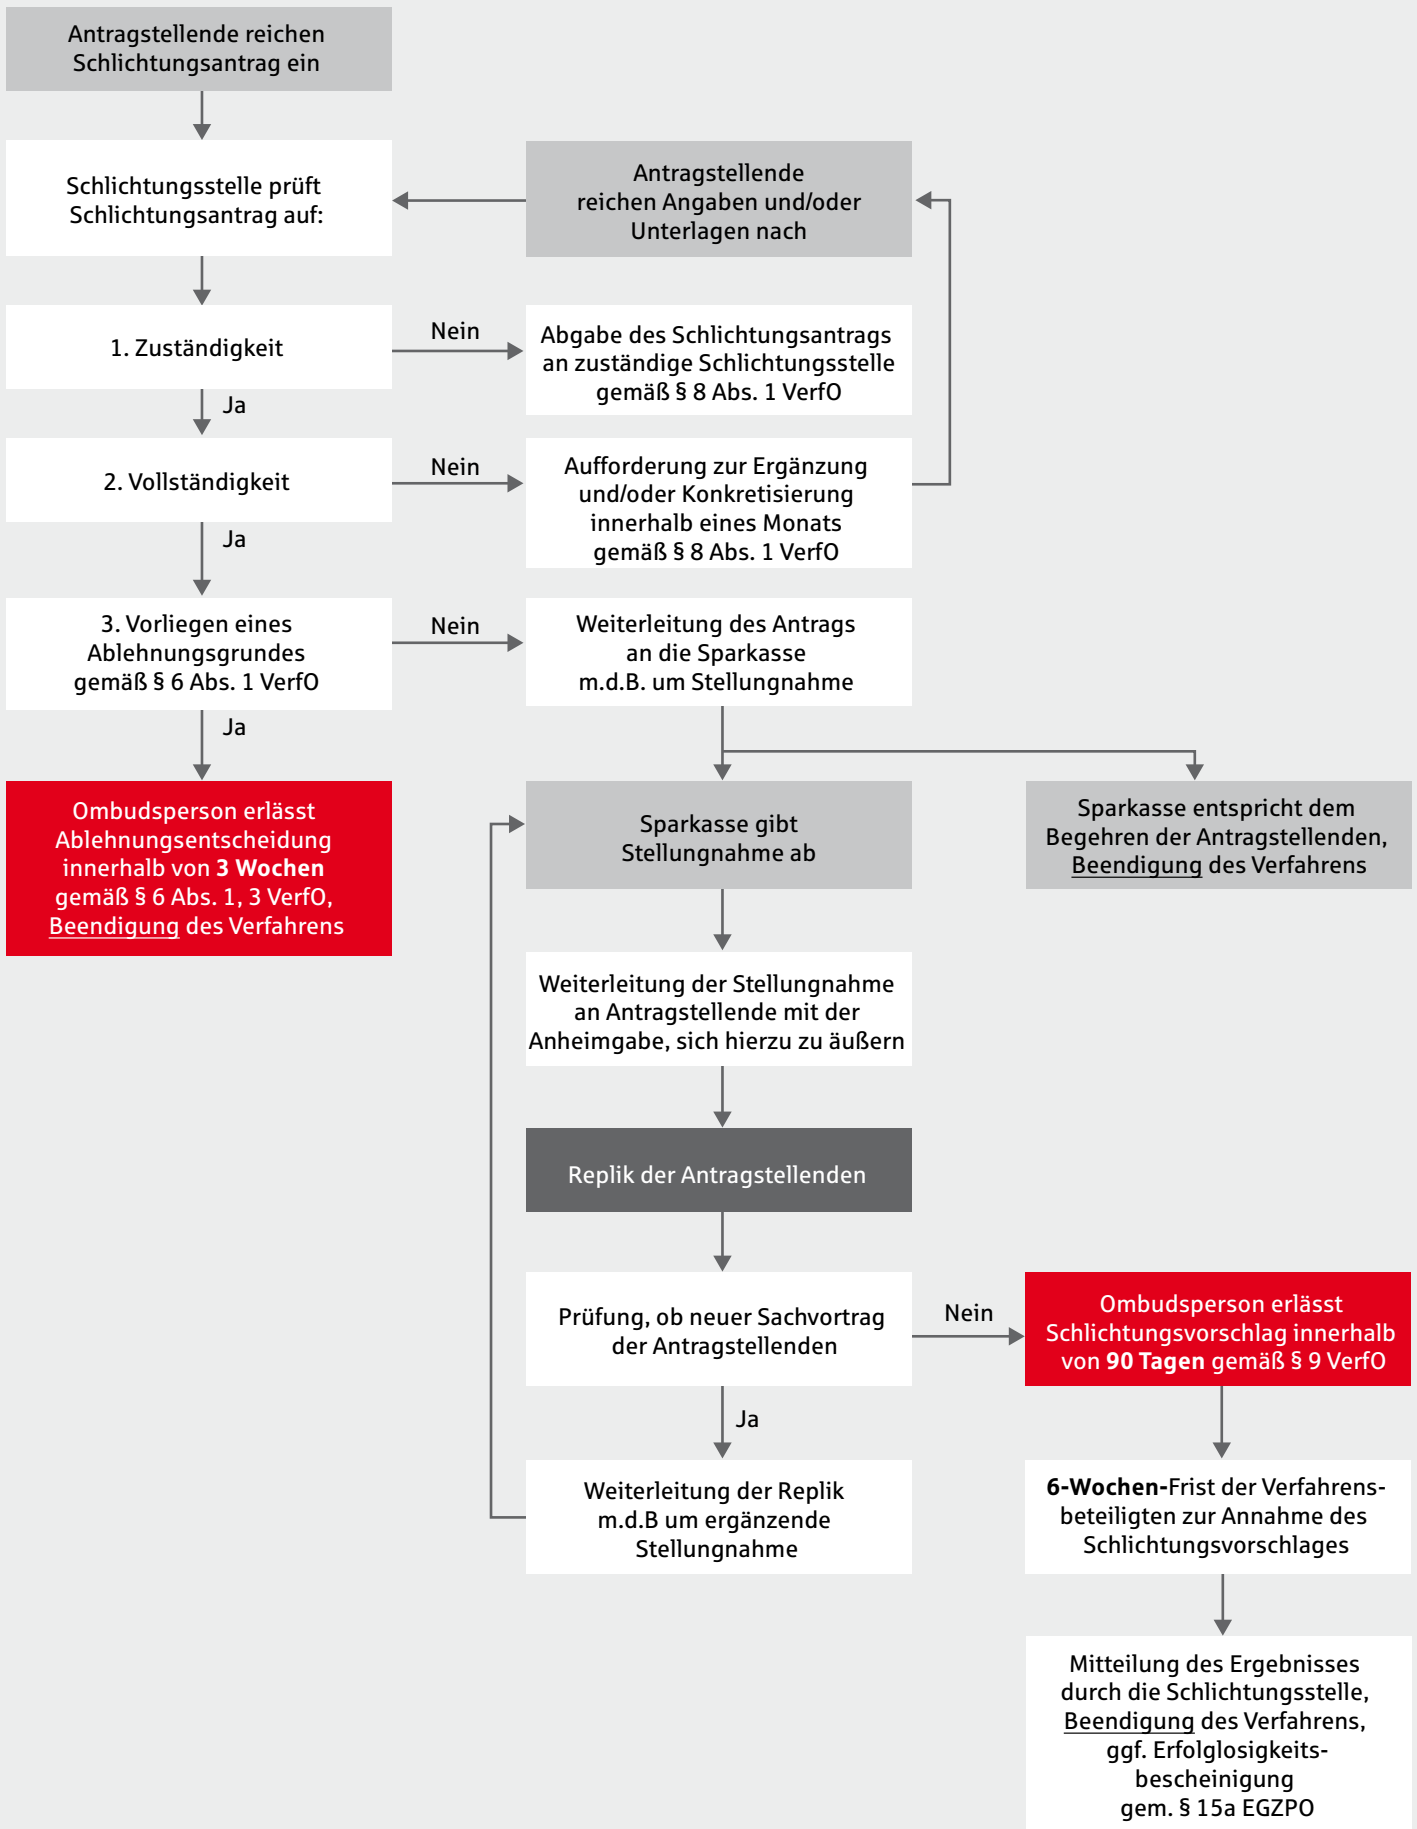 Antragstellende reichen
Schlichtungsantrag ein
Schlichtungsstelle prüft
Schlichtungsantrag auf:
Antragstellende
reichen Angaben und/oder
Unterlagen nach
1. Zuständigkeit
Nein
Abgabe des Schlichtungsantrags
an zuständige Schlichtungsstelle
gemäß § 8 Abs. 1 VerfO
Ja
2. Vollständigkeit
Nein
Aufforderung zur Ergänzung
und/oder Konkretisierung
innerhalb eines Monats
gemäß § 8 Abs. 1 VerfO
Ja
3. Vorliegen eines
Ablehnungsgrundes
gemäß § 6 Abs. 1 VerfO
Nein
Weiterleitung des Antrags
an die Sparkasse
m.d.B. um Stellungnahme
Ja
Ombudsperson erlässt
Ablehnungsentscheidung
innerhalb von 3 Wochen
gemäß § 6 Abs. 1, 3 VerfO,
Beendigung des Verfahrens
Sparkasse gibt
Stellungnahme ab
Sparkasse entspricht dem
Begehren der Antragstellenden,
Beendigung des Verfahrens
Weiterleitung der Stellungnahme
an Antragstellende mit der
Anheimgabe, sich hierzu zu äußern
Replik der Antragstellenden
Prüfung, ob neuer Sachvortrag
der Antragstellenden
Nein
Ombudsperson erlässt
Schlichtungsvorschlag innerhalb
von 90 Tagen gemäß § 9 VerfO
Ja
Weiterleitung der Replik
m.d.B um ergänzende
Stellungnahme
6-Wochen-Frist der Verfahrens-
beteiligten zur Annahme des
Schlichtungsvorschlages
Mitteilung des Ergebnisses
durch die Schlichtungsstelle,
Beendigung des Verfahrens,
ggf. Erfolglosigkeits-
bescheinigung
gem. § 15a EGZPO